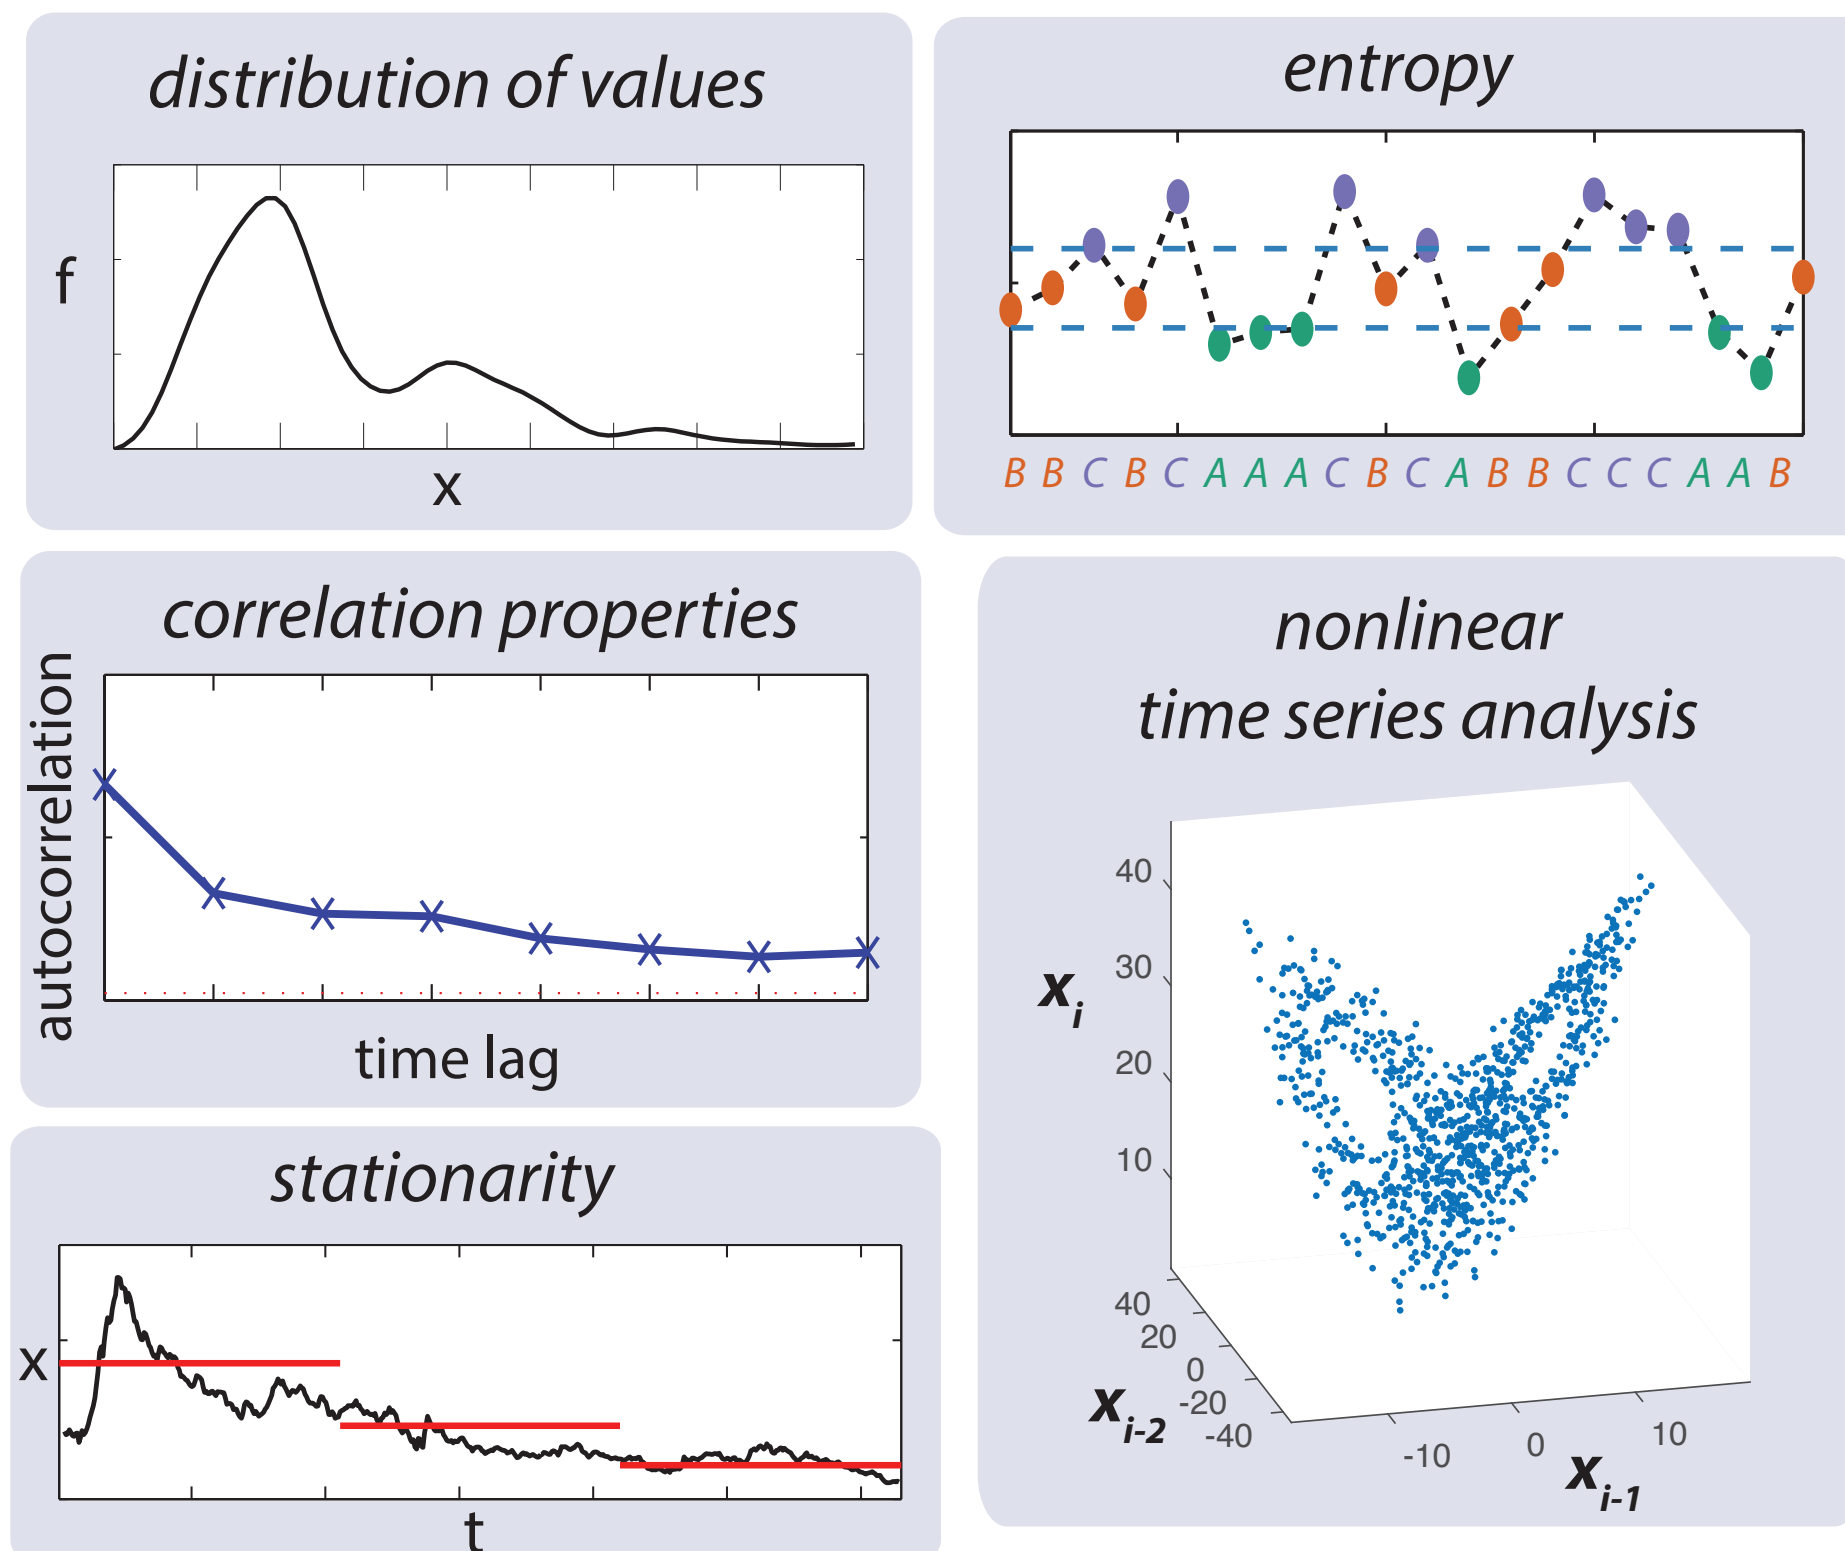 distribution of values
f
x
entropy
B B C B C A A A C B C A B B C C C A A B
correlation properties
autocorrelation
time lag
stationarity
x
t
nonlinear
time series analysis
40
30
20
10
x i
40
20
0
-20
-40
x i-2
-10
0
10
x i-1